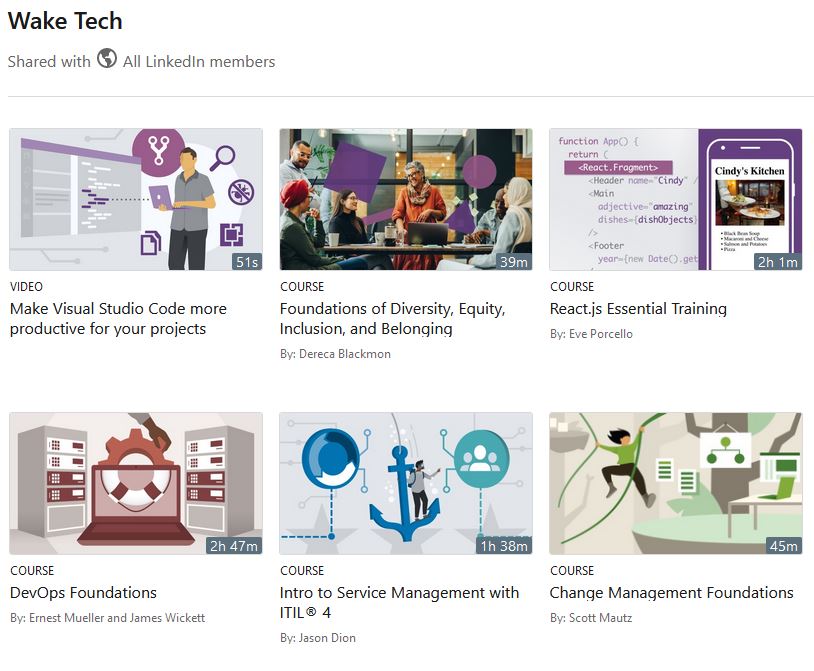 Wake Tech
Shared with All LinkedIn members
51s
VIDEO
Make Visual Studio Code more
productive for your projects
39m
COURSE
Foundations of Diversity, Equity,
Inclusion, and Belonging
By: Dereca Blackmon
function App() {
return (
<React.Fragment>
<Header name="Cindy"
<Main
adjective="amazing"
dishes={dishObjects}
/>
<Footer
year={new Date().get
Cindy's Kitchen
• Black Bean Soup
• Macaroni and Cheese
• Salmon and Potatoes
• Pizza
2h 1m
COURSE
React.js Essential Training
By: Eve Porcello
2h 47m
COURSE
DevOps Foundations
By: Ernest Mueller and James Wickett
1h 38m
COURSE
Intro to Service Management with
ITIL® 4
By: Jason Dion
45m
COURSE
Change Management Foundations
By: Scott Mautz